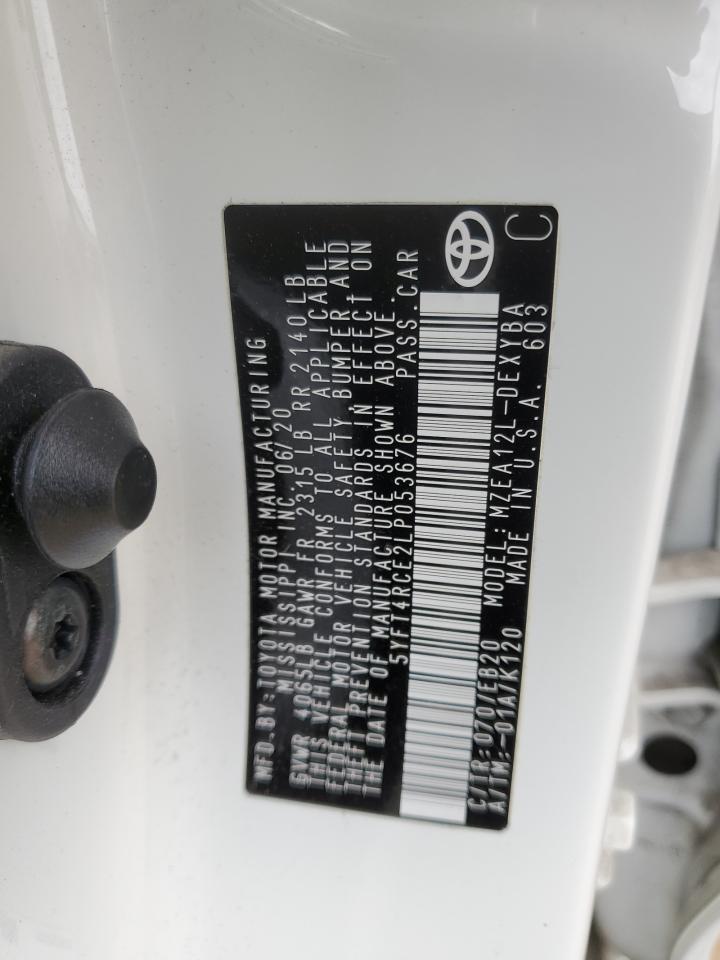 MFD.BY:TOYOTA MOTOR MANUFACTURING
MISSISSIPPI INC. 06/20
GVWR 4065LB GAWR FR 2315 LB RR 2140 LB
THIS VEHICLE CONFORMS TO ALL APPLICABLE
FEDERAL MOTOR VEHICLE SAFETY BUMPER AND
THEFT PREVENTION STANDARDS IN EFFECT ON
THE DATE OF MANUFACTURE SHOWN ABOVE.
5YFT4RCE2LP053676 PASS.CAR
C/TR:070/EB20 MODEL:MZEA12L-DEXYBA
A/TM:-01A/K120 MADE IN U.S.A. 603
C